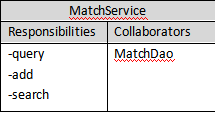 MatchService
Responsibilities Collaborators
-query MatchDao
-add
-search